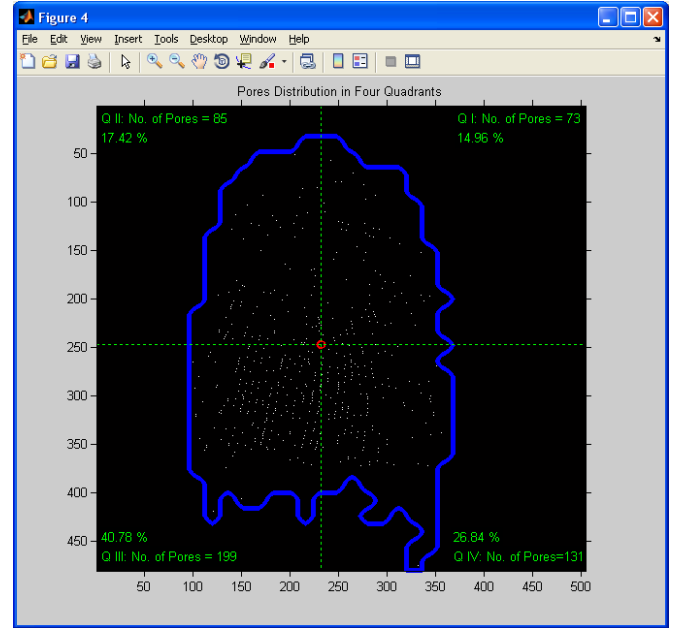 Figure 4
File Edit View Insert Tools Desktop Window Help
Pores Distribution in Four Quadrants
Q II: No. of Pores = 85
17.42 %
Q I: No. of Pores = 73
14.96 %
50
100
150
200
250
300
350
400
450
40.78 %
Q III: No. of Pores = 199
26.84 %
Q IV: No. of Pores=131
50 100 150 200 250 300 350 400 450 500